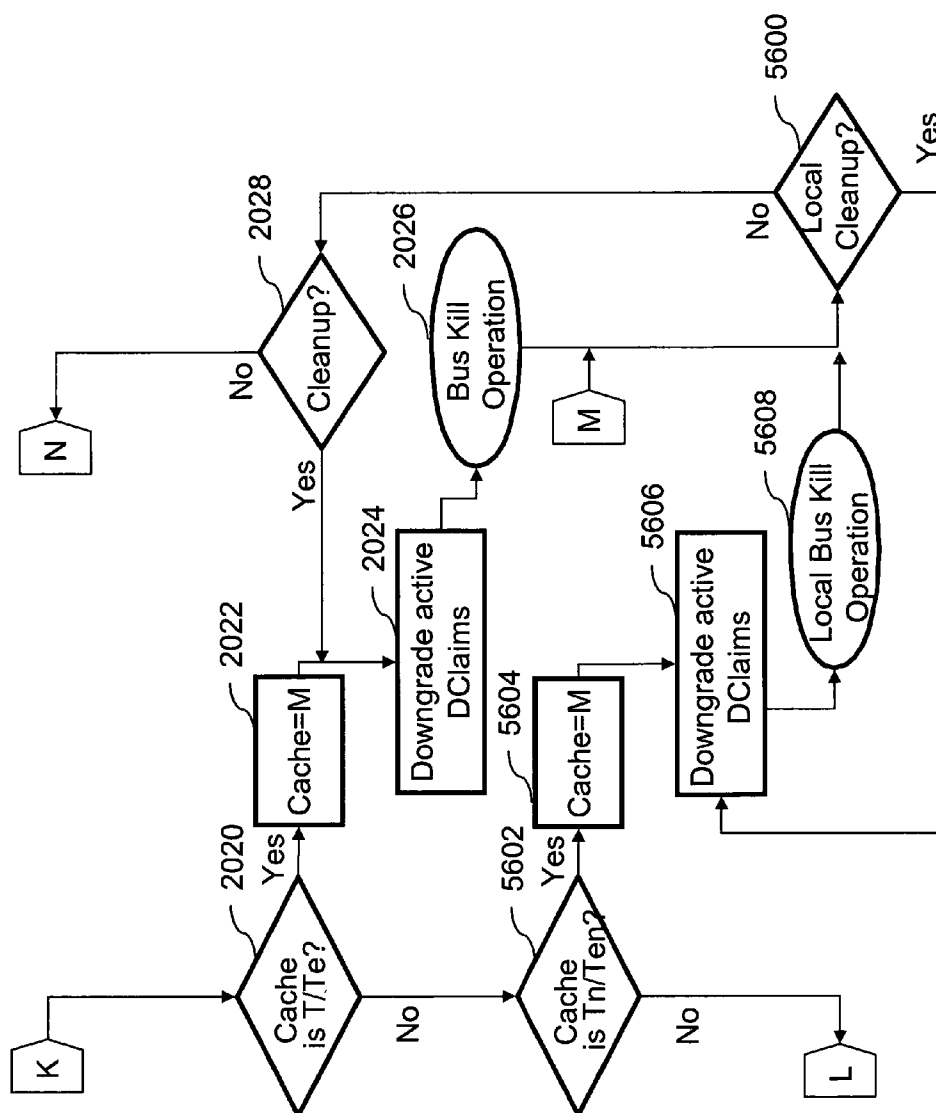 K
Cache
is T/Te?
2020
Yes
No
Cache=M
2022
Downgrade active
DClaims
2024
Bus Kill
Operation
2026
Cleanup?
2028
Yes
No
N
Cache
is Tn/Ten?
5602
Yes
No
L
Cache=M
5604
Downgrade active
DClaims
5606
Local Bus Kill
Operation
5608
M
Local
Cleanup?
5600
No
Yes